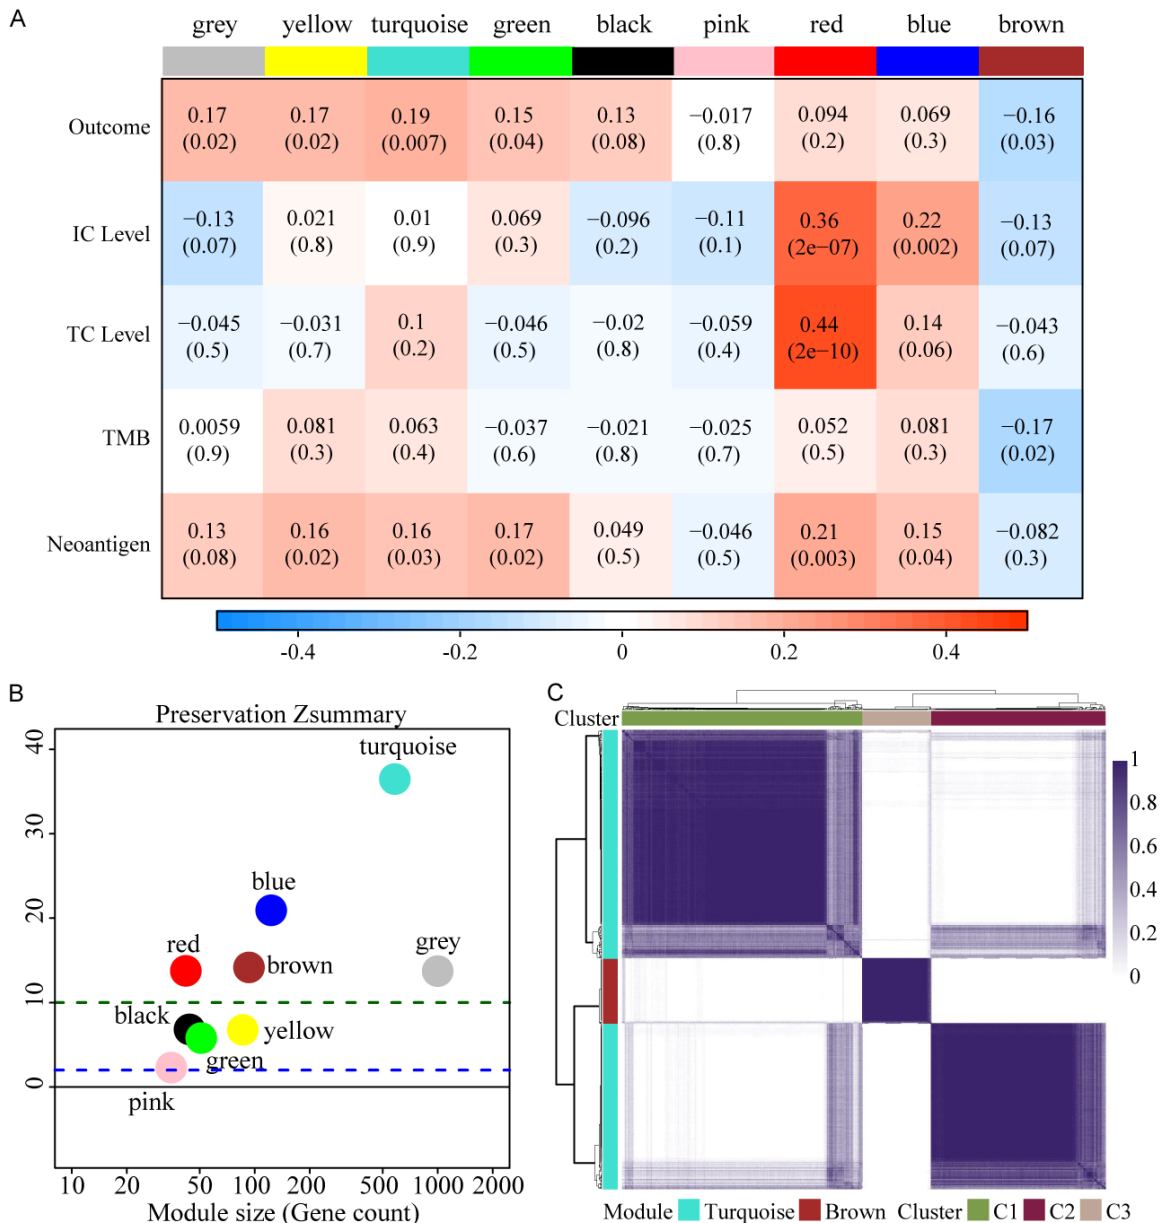 A
grey yellow turquoise green black pink red blue brown
Outcome 0.17 0.17 0.19 0.15 0.13 −0.017 0.094 0.069 −0.16
(0.02) (0.02) (0.007) (0.04) (0.08) (0.8) (0.2) (0.3) (0.03)
IC Level −0.13 0.021 0.01 0.069 −0.096 −0.11 0.36 0.22 −0.13
(0.07) (0.8) (0.9) (0.3) (0.2) (0.1) (2e−07) (0.002) (0.07)
TC Level −0.045 −0.031 0.1 −0.046 −0.02 −0.059 0.44 0.14 −0.043
(0.5) (0.7) (0.2) (0.5) (0.8) (0.4) (2e−10) (0.06) (0.6)
TMB 0.0059 0.081 0.063 −0.037 −0.021 −0.025 0.052 0.081 −0.17
(0.9) (0.3) (0.4) (0.6) (0.8) (0.7) (0.5) (0.3) (0.02)
Neoantigen 0.13 0.16 0.16 0.17 0.049 −0.046 0.21 0.15 −0.082
(0.08) (0.02) (0.03) (0.02) (0.5) (0.5) (0.003) (0.04) (0.3)
-0.4 -0.2 0 0.2 0.4
B
Preservation Zsummary
turquoise
blue
red
brown
grey
black
yellow
green
pink
40
30
20
10
0
10 20 50 100 200 500 1000 2000
Module size (Gene count)
C
Cluster
1
0.8
0.6
0.4
0.2
0
Module Turquoise Brown Cluster C1 C2 C3